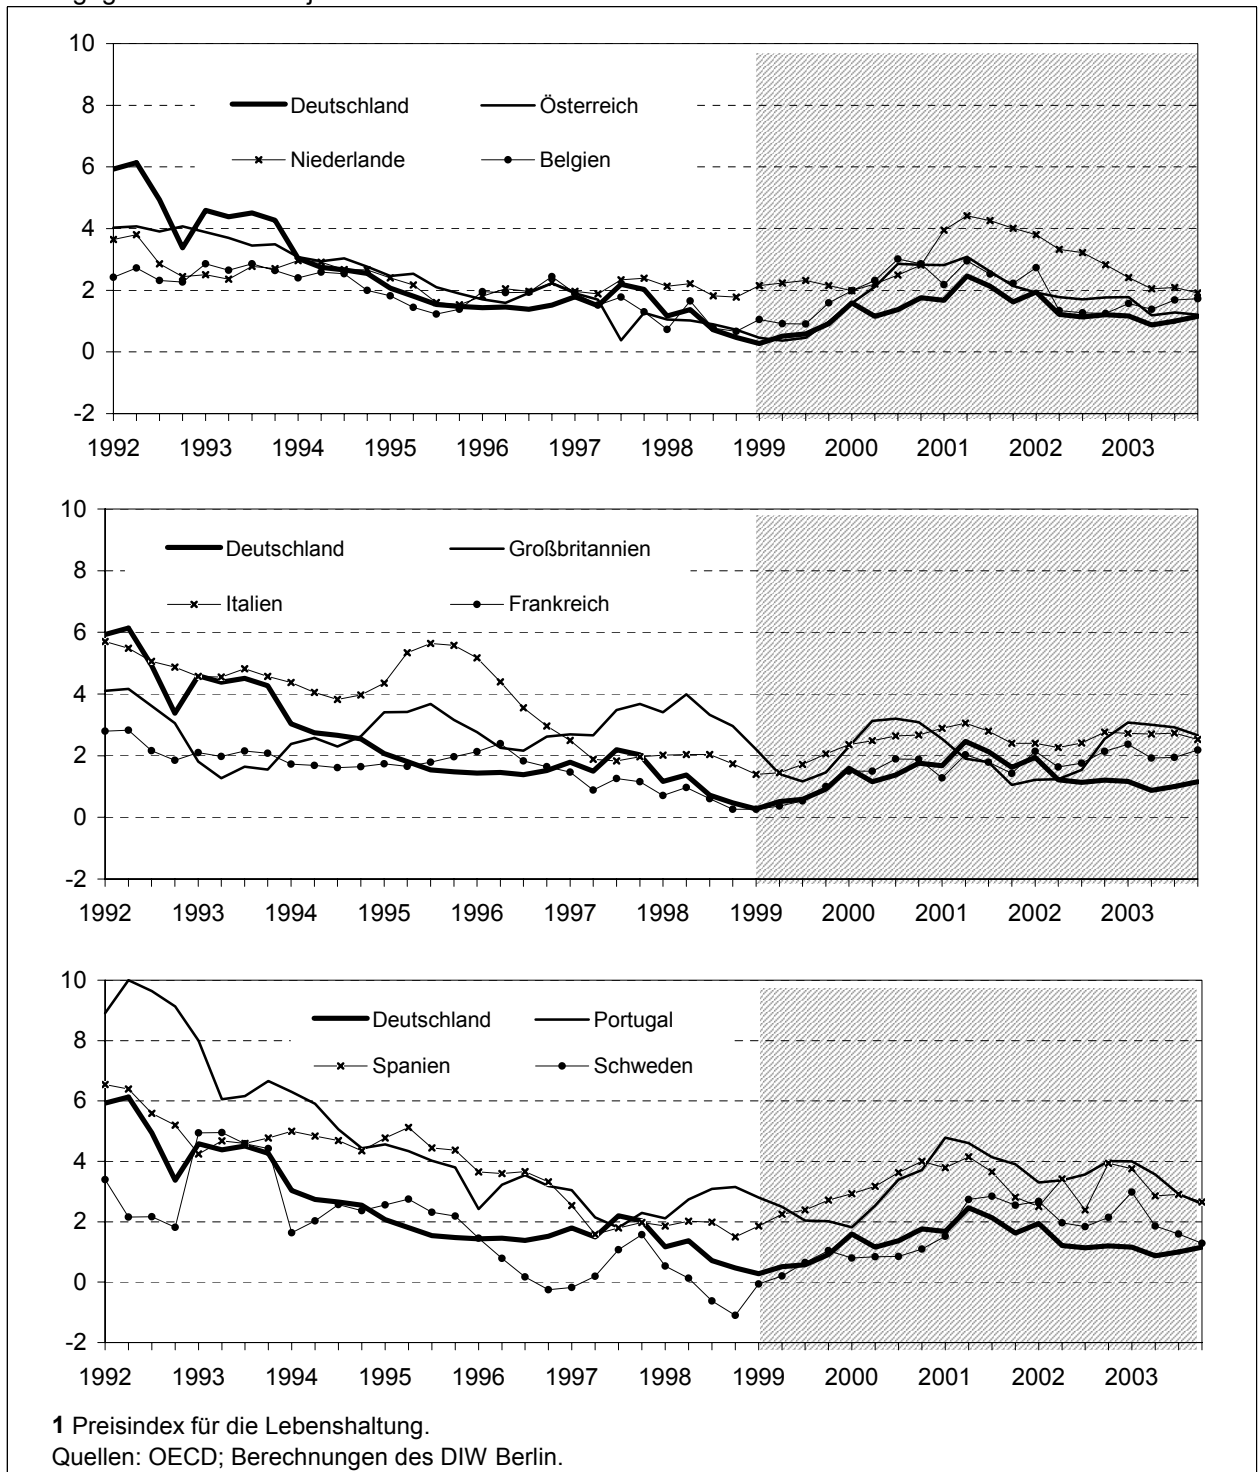 10
8
6
4
2
0
-2
Deutschland
Österreich
Niederlande
Belgien
1992 1993 1994 1995 1996 1997 1998 1999 2000 2001 2002 2003
10
8
6
4
2
0
-2
Deutschland
Großbritannien
Italien
Frankreich
1992 1993 1994 1995 1996 1997 1998 1999 2000 2001 2002 2003
10
8
6
4
2
0
-2
Deutschland
Portugal
Spanien
Schweden
1992 1993 1994 1995 1996 1997 1998 1999 2000 2001 2002 2003
1 Preisindex für die Lebenshaltung.
Quellen: OECD; Berechnungen des DIW Berlin.